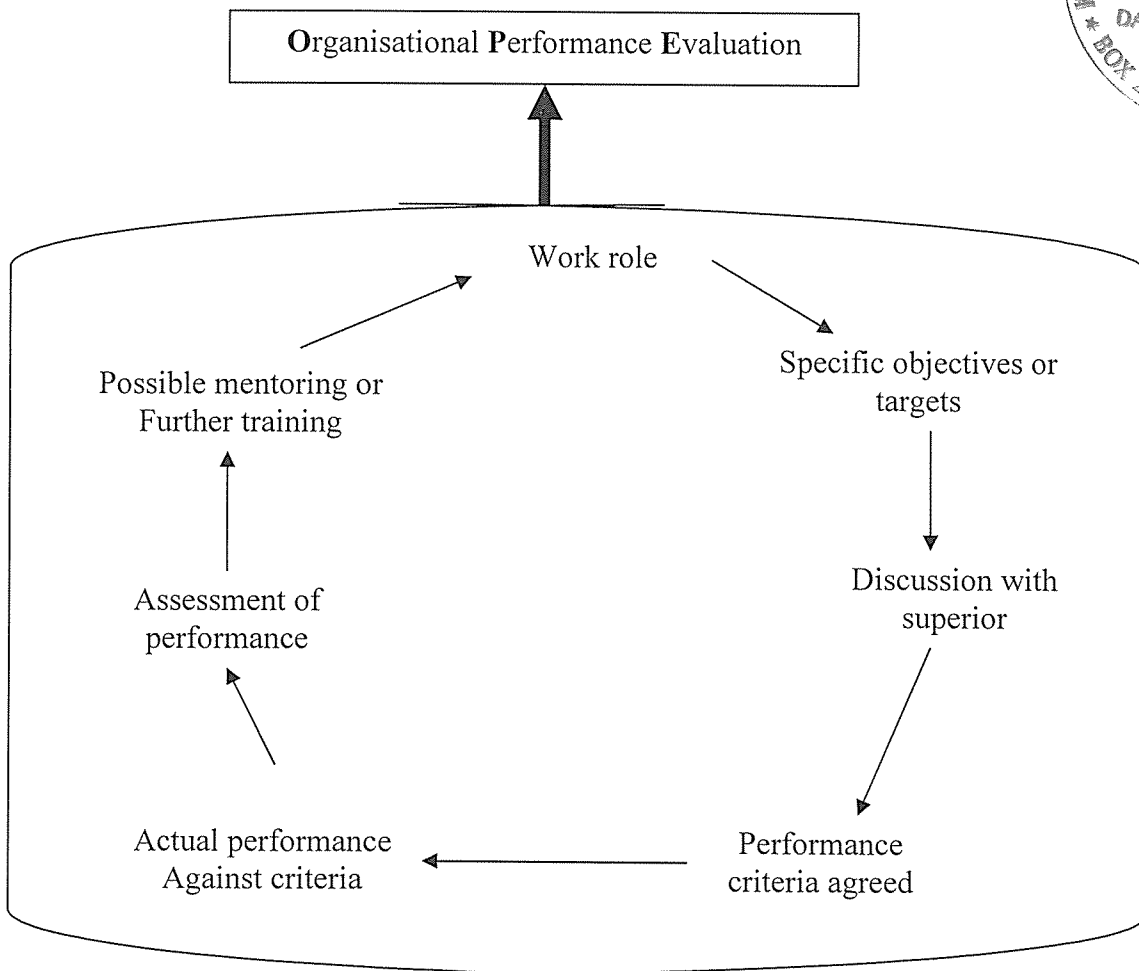 Organisational Performance Evaluation
Work role
Specific objectives or
targets
Discussion with
superior
Performance
criteria agreed
Actual performance
Against criteria
Assessment of
performance
Possible mentoring or
Further training
BOX